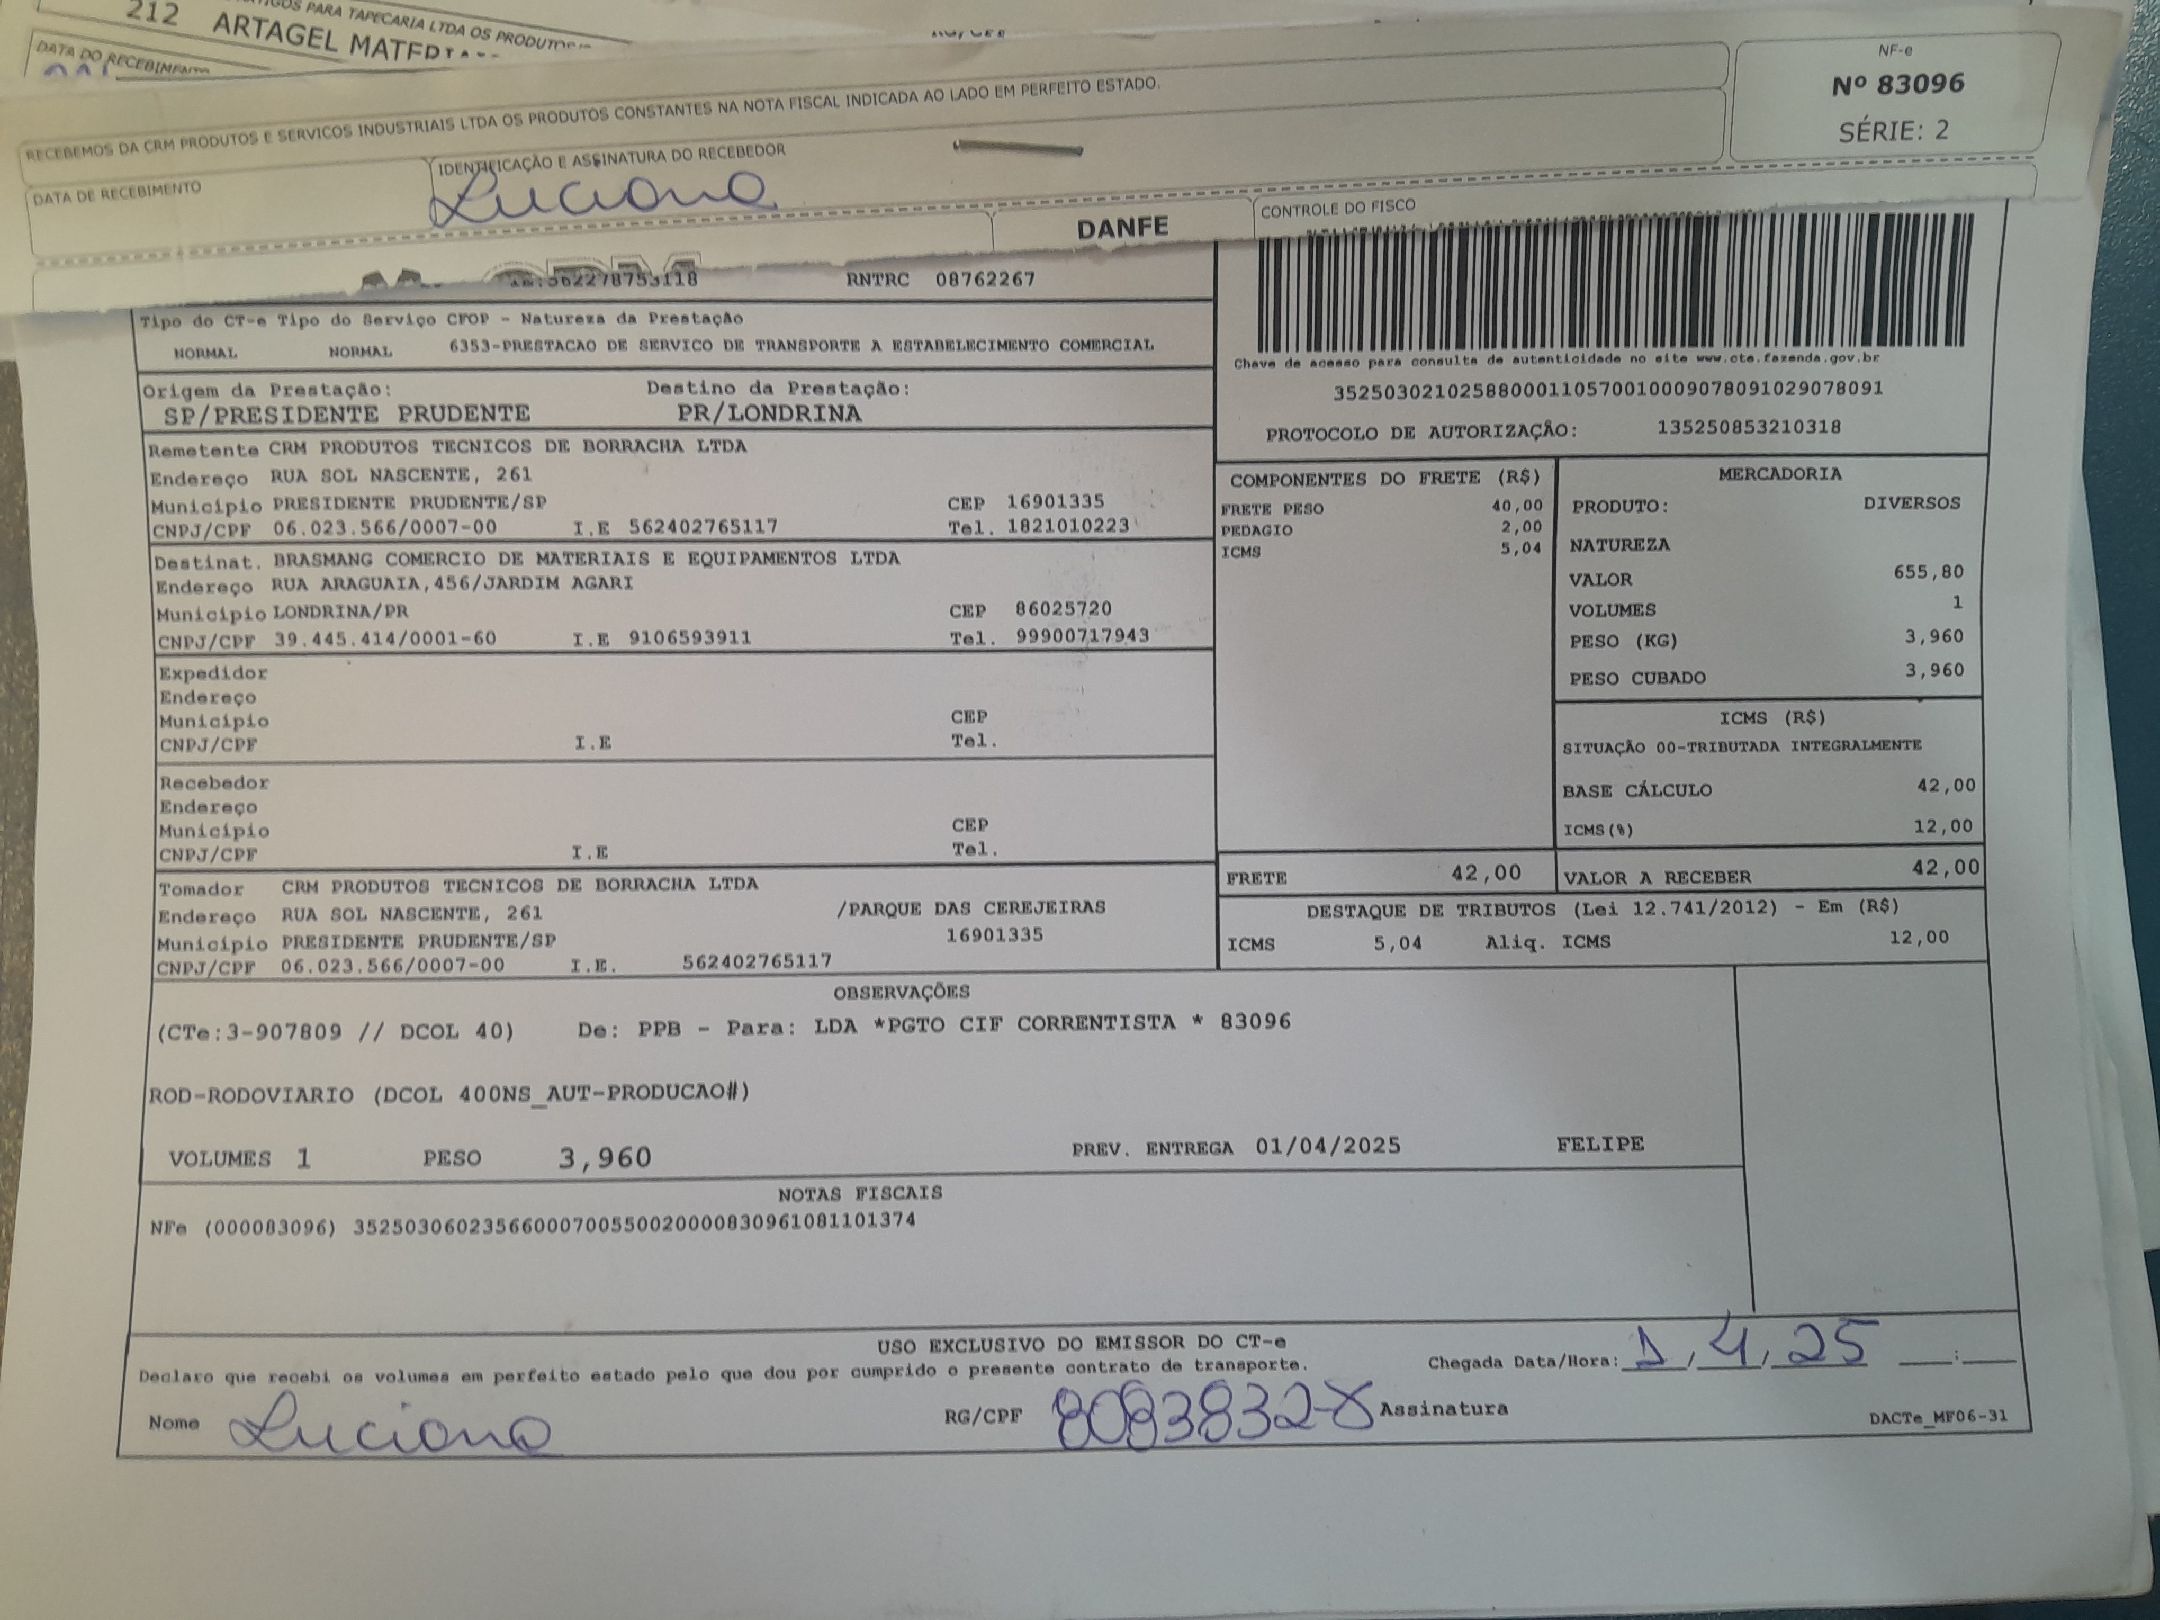 212 ARTAGEL
PARA TAPECARIA LTDA OS
DATA DO RECEBIMENTO
RECEBEMOS DA CRM PRODUTOS E SERVICOS INDUSTRIAIS LTDA OS PRODUTOS CONSTANTES NA NOTA FISCAL INDICADA AO LADO EM PERFEITO ESTADO.
NF-e
Nº 83096
SÉRIE: 2
DATA DE RECEBIMENTO
IDENTIFICAÇÃO E ASSINATURA DO RECEBEDOR
Luciano
DANFE
CONTROLE DO FISCO
562278753118 RNTRC 08762267
Tipo do CT-e Tipo do Serviço CFOP - Natureza da Prestação
NORMAL NORMAL 6353-PRESTACAO DE SERVICO DE TRANSPORTE A ESTABELECIMENTO COMERCIAL
Chave de acesso para consulta de autenticidade no site www.cte.fazenda.gov.br
35250302102588000110570010009078091029078091
PROTOCOLO DE AUTORIZAÇÃO: 135250853210318
Origem da Prestação: Destino da Prestação:
SP/PRESIDENTE PRUDENTE PR/LONDRINA
Remetente CRM PRODUTOS TECNICOS DE BORRACHA LTDA
Endereço RUA SOL NASCENTE, 261
Município PRESIDENTE PRUDENTE/SP CEP 16901335
CNPJ/CPF 06.023.566/0007-00 I.E 562402765117 Tel. 1821010223
Destinat. BRASMANG COMERCIO DE MATERIAIS E EQUIPAMENTOS LTDA
Endereço RUA ARAGUAIA,456/JARDIM AGARI
Município LONDRINA/PR CEP 86025720
CNPJ/CPF 39.445.414/0001-60 I.E 9106593911 Tel. 99900717943
Expedidor
Endereço
Município CEP
CNPJ/CPF I.E Tel.
Recebedor
Endereço
Município CEP
CNPJ/CPF I.E Tel.
Tomador CRM PRODUTOS TECNICOS DE BORRACHA LTDA
Endereço RUA SOL NASCENTE, 261 /PARQUE DAS CEREJEIRAS
Município PRESIDENTE PRUDENTE/SP 16901335
CNPJ/CPF 06.023.566/0007-00 I.E. 562402765117
COMPONENTES DO FRETE (R$)
FRETE PESO 40,00
PEDAGIO 2,00
ICMS 5,04
FRETE 42,00
MERCADORIA
PRODUTO: DIVERSOS
NATUREZA
VALOR 655,80
VOLUMES 1
PESO (KG) 3,960
PESO CUBADO 3,960
ICMS (R$)
SITUAÇÃO 00-TRIBUTADA INTEGRALMENTE
BASE CÁLCULO 42,00
ICMS(%) 12,00
VALOR A RECEBER 42,00
DESTAQUE DE TRIBUTOS (Lei 12.741/2012) - Em (R$)
ICMS 5,04 Aliq. ICMS 12,00
OBSERVAÇÕES
(CTe:3-907809 // DCOL 40) De: PPB - Para: LDA *PGTO CIF CORRENTISTA * 83096
ROD-RODOVIARIO (DCOL 400NS_AUT-PRODUCAO#)
VOLUMES 1 PESO 3,960 PREV. ENTREGA 01/04/2025 FELIPE
NOTAS FISCAIS
NFe (000083096) 35250306023566000700550020000830961081101374
USO EXCLUSIVO DO EMISSOR DO CT-e
Declaro que recebi os volumes em perfeito estado pelo que dou por cumprido o presente contrato de transporte.
Chegada Data/Hora: 1/4/25 :
Nome Luciano RG/CPF Assinatura
DACTe_MF06-31